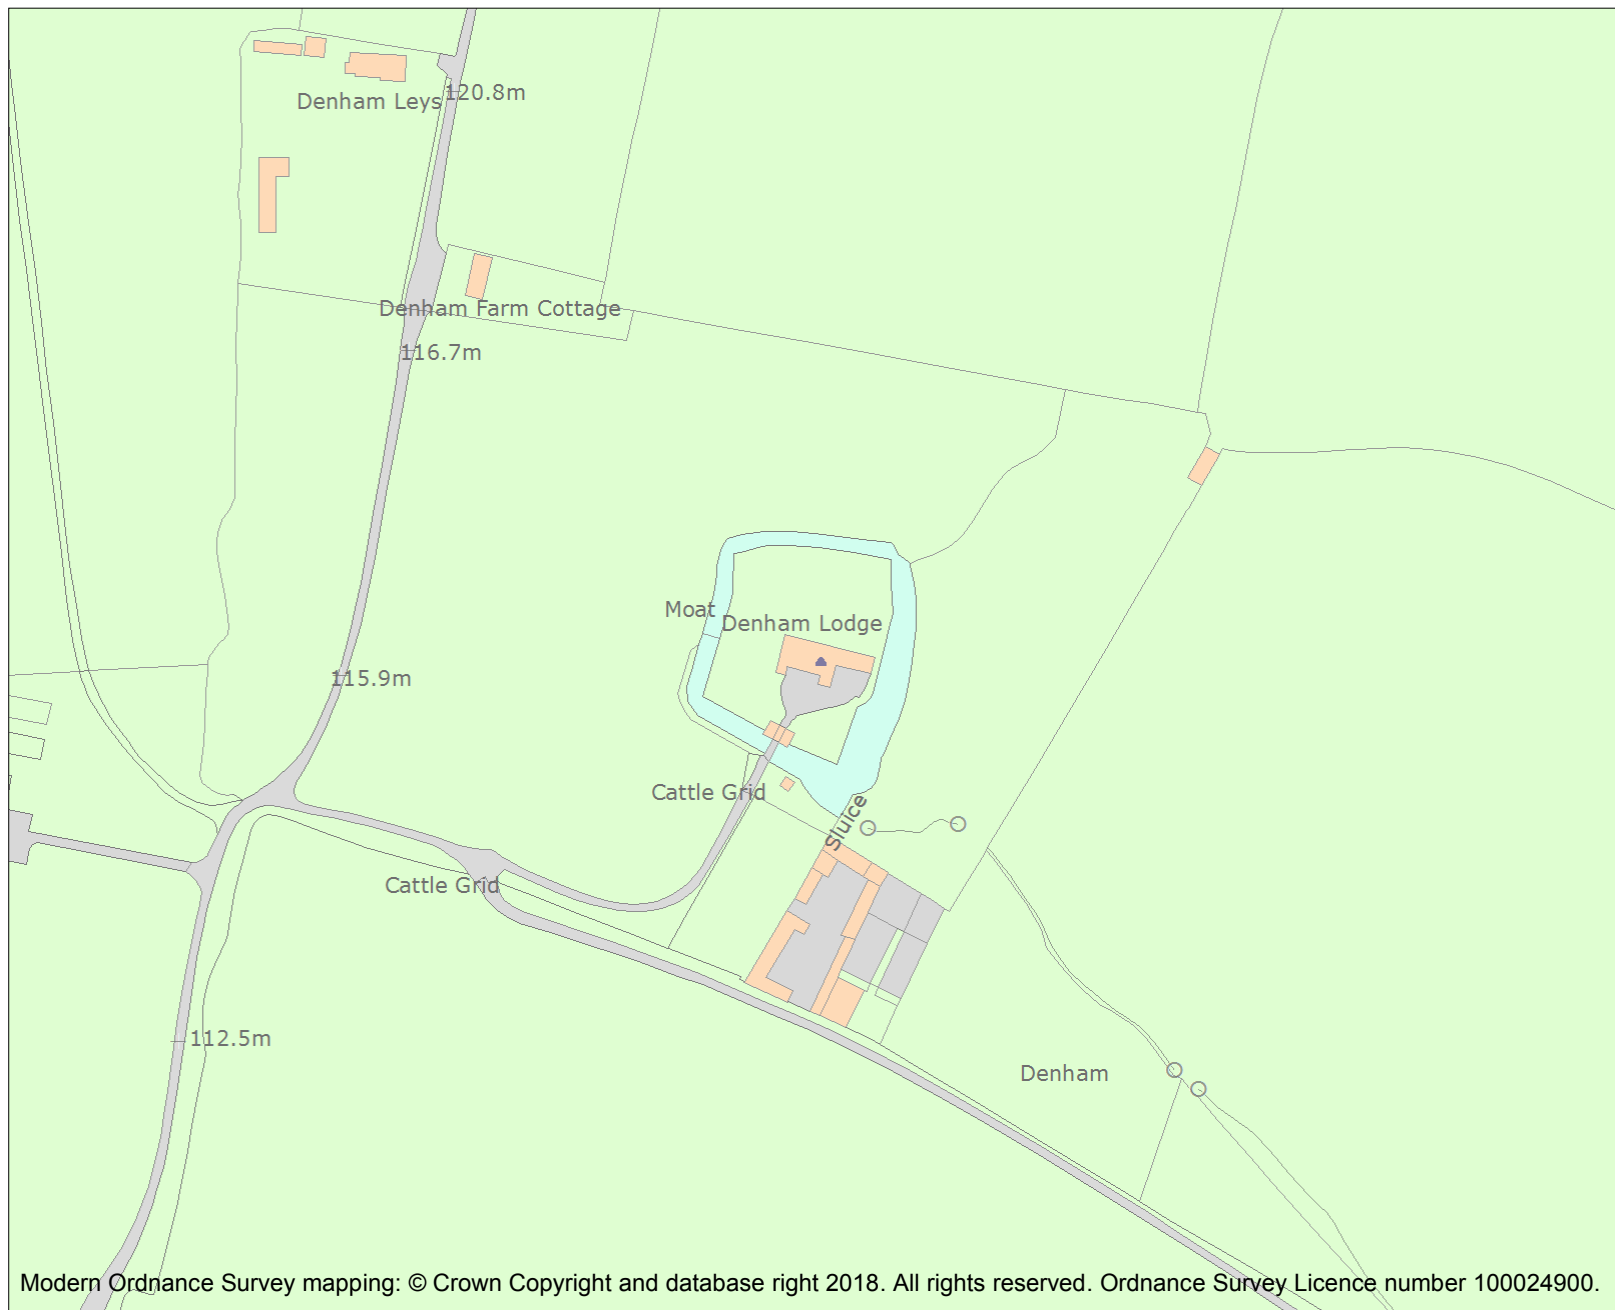 120.8m
Denham Leys
Denham Farm Cottage
116.7m
Moat
Denham Lodge
115.9m
Cattle Grid
Sluice
Cattle Grid
112.5m
Denham
Modern Ordnance Survey mapping: © Crown Copyright and database right 2018. All rights reserved. Ordnance Survey Licence number 100024900.